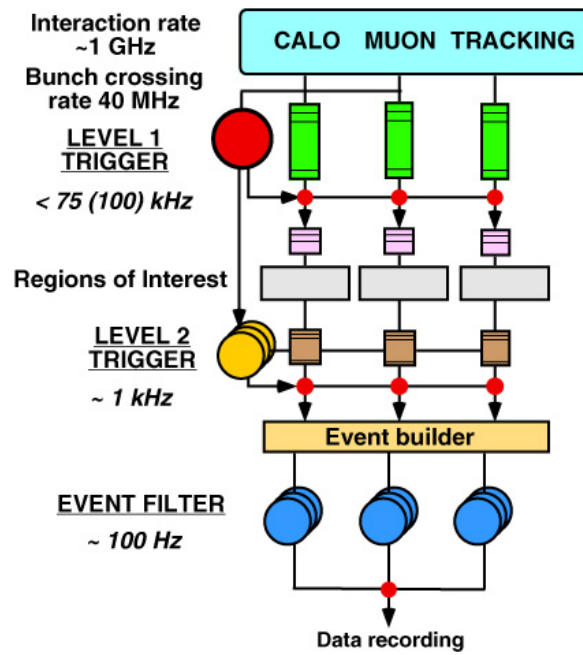 Interaction rate
~1 GHz
CALO MUON TRACKING
Bunch crossing
rate 40 MHz
LEVEL 1
TRIGGER
< 75 (100) kHz
Regions of Interest
LEVEL 2
TRIGGER
~ 1 kHz
Event builder
EVENT FILTER
~ 100 Hz
Data recording